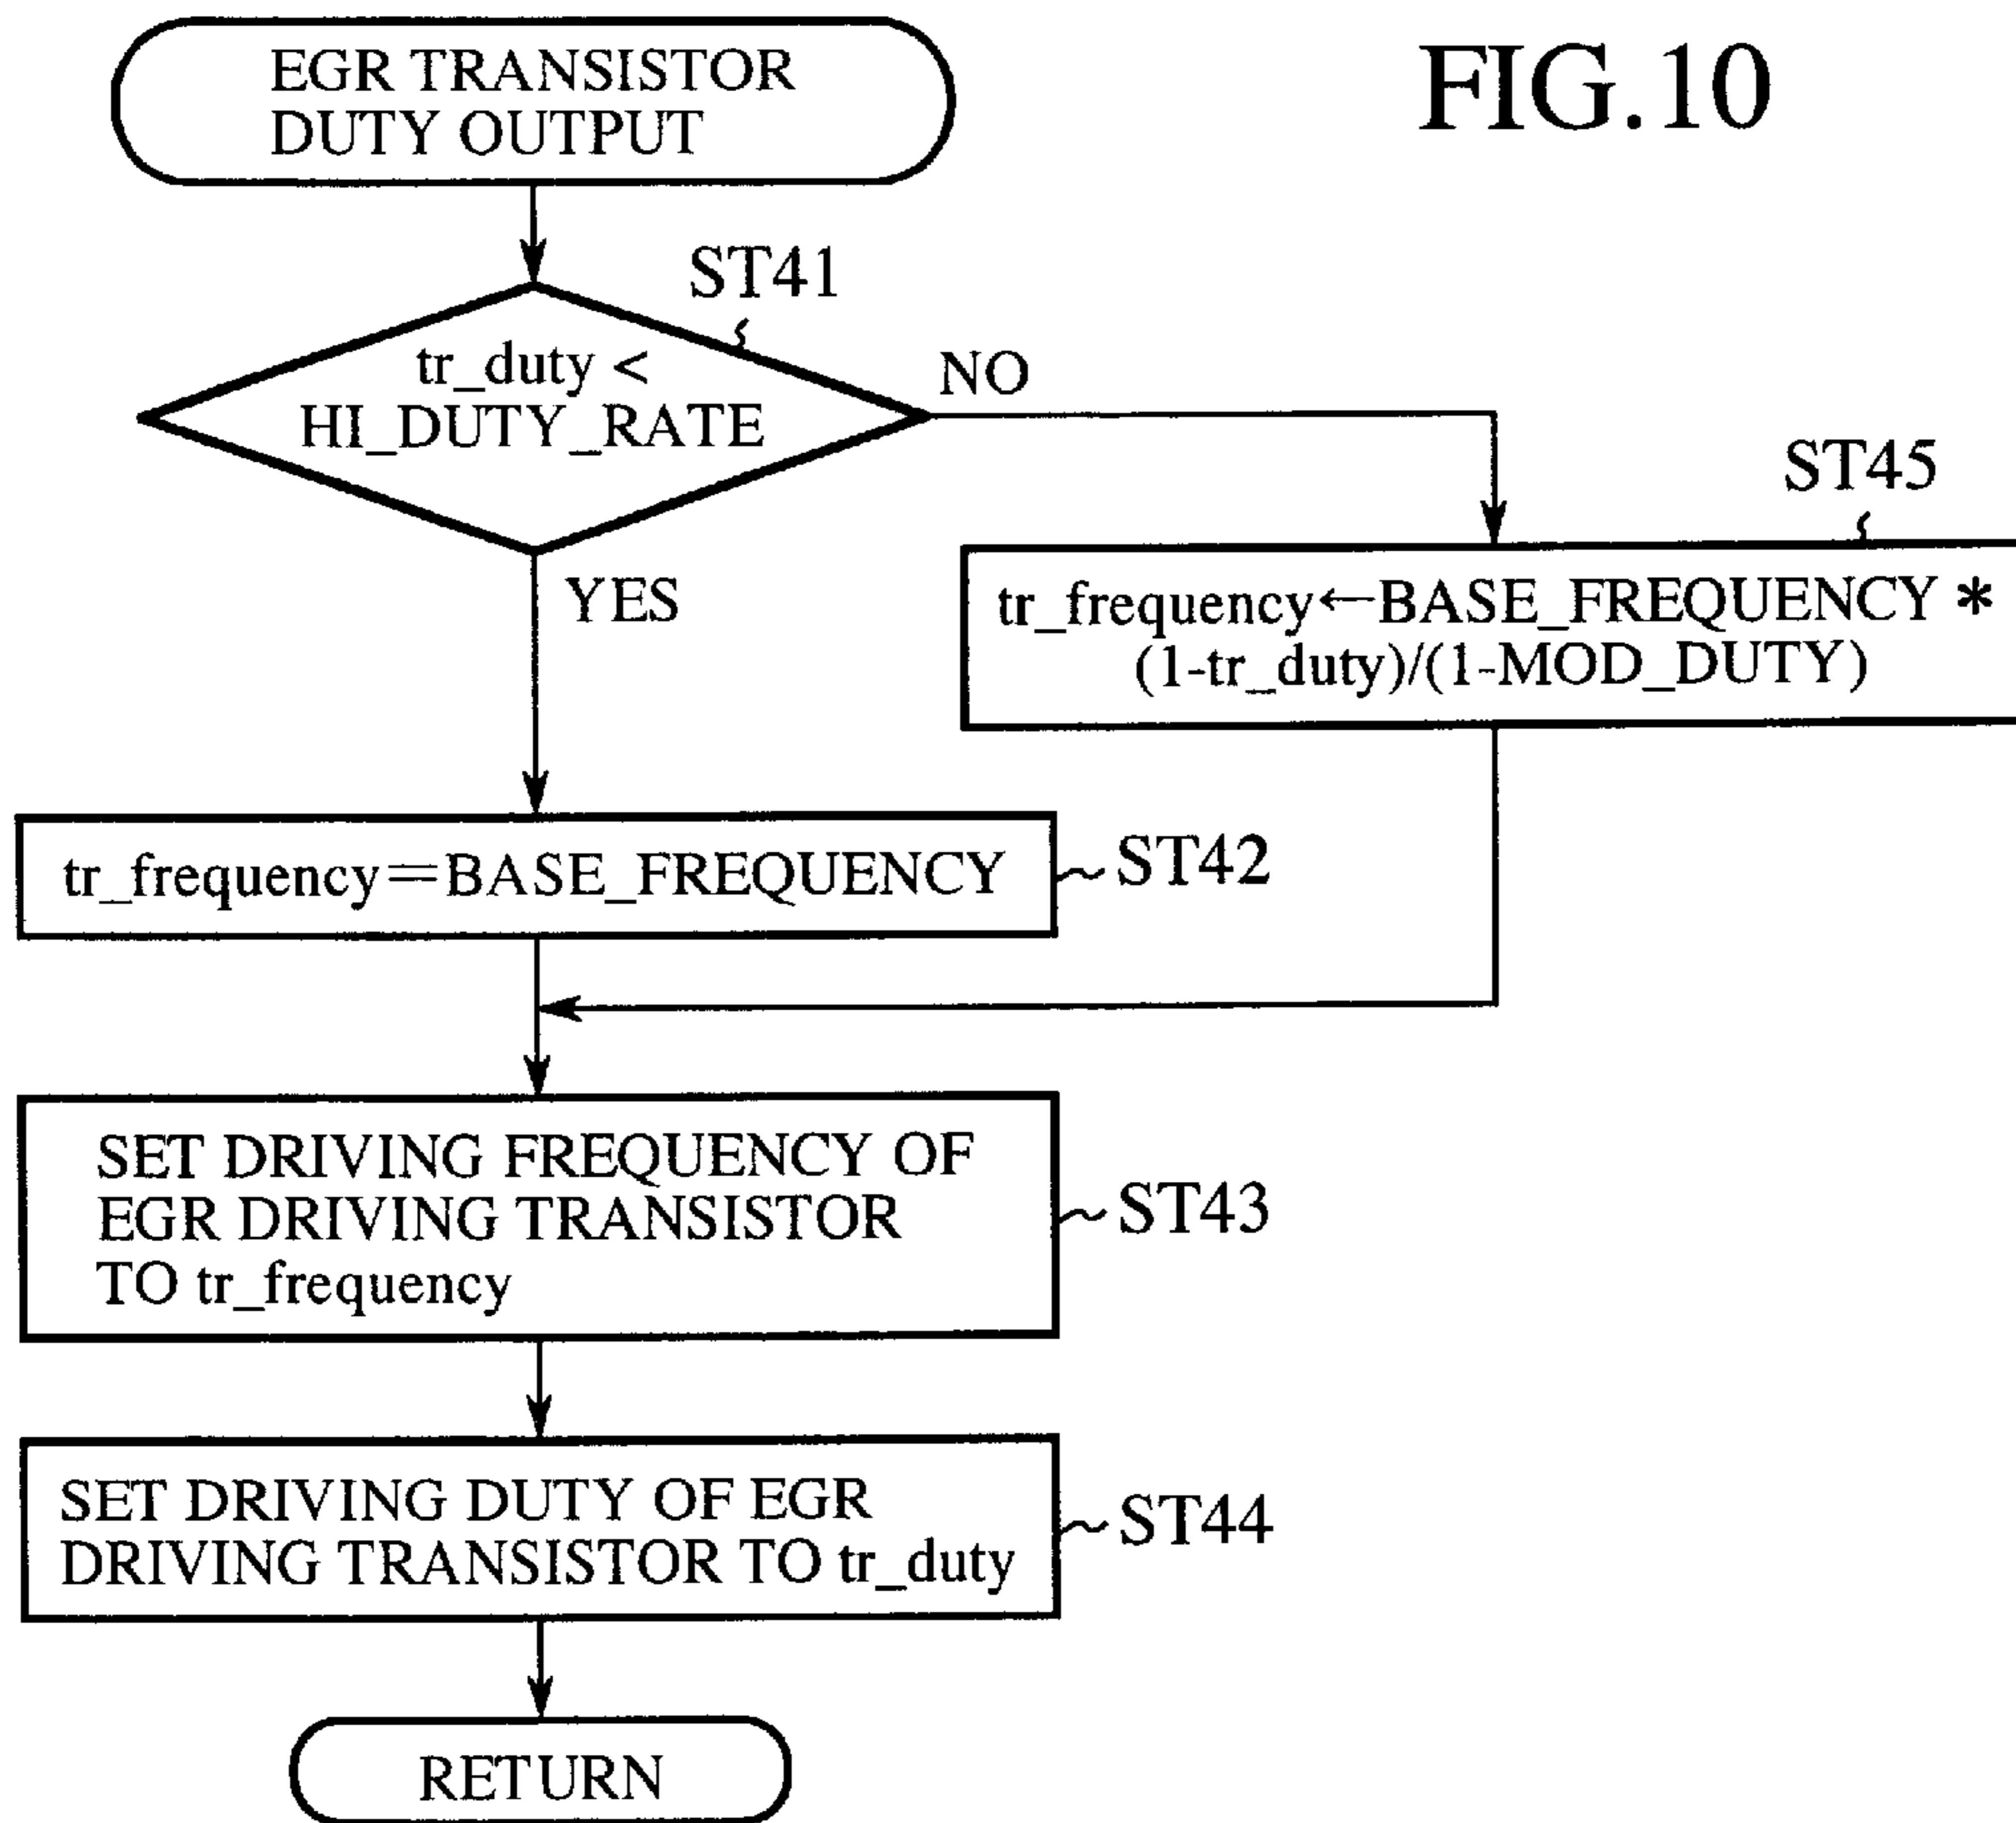 FIG.10
EGR TRANSISTOR
DUTY OUTPUT
ST41
tr_duty <
HI_DUTY_RATE
NO
YES
ST45
tr_frequency←BASE_FREQUENCY *
(1-tr_duty)/(1-MOD_DUTY)
tr_frequency=BASE_FREQUENCY
ST42
SET DRIVING FREQUENCY OF
EGR DRIVING TRANSISTOR
TO tr_frequency
ST43
SET DRIVING DUTY OF EGR
DRIVING TRANSISTOR TO tr_duty
ST44
RETURN